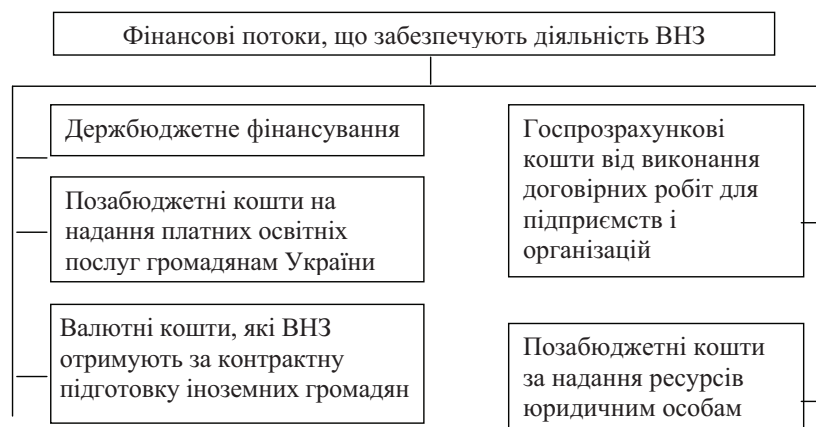 Фінансові потоки, що забезпечують діяльність ВНЗ
Держбюджетне фінансування
Позабюджетні кошти на
надання платних освітніх
послуг громадянам України
Валютні кошти, які ВНЗ
отримують за контрактну
підготовку іноземних громадян
Госпрозрахункові
кошти від виконання
договірних робіт для
підприємств і
організацій
Позабюджетні кошти
за надання ресурсів
юридичним особам